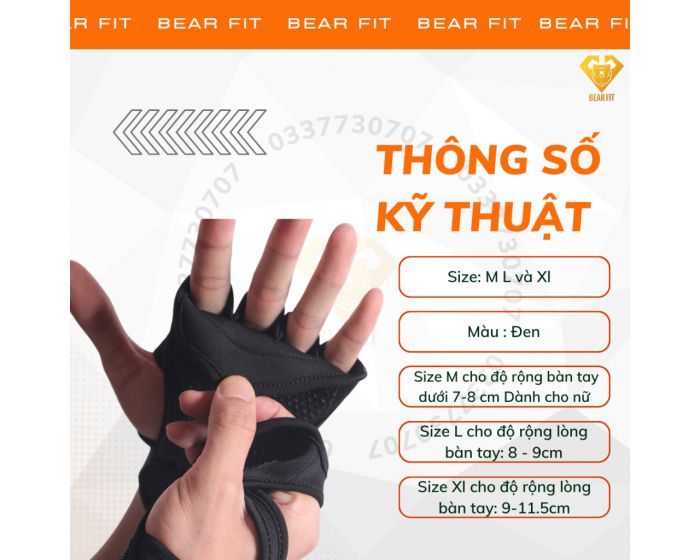 R FIT BEAR FIT BEAR FIT BEAR FIT BEAR FI
BEAR FIT
0337730707
THÔNG SỐ
KỸ THUẬT
Size: M L và Xl
Màu : Đen
Size M cho độ rộng bàn tay
dưới 7-8 cm Dành cho nữ
Size L cho độ rộng lòng
bàn tay: 8 - 9cm
Size Xl cho độ rộng lòng
bàn tay: 9-11.5cm